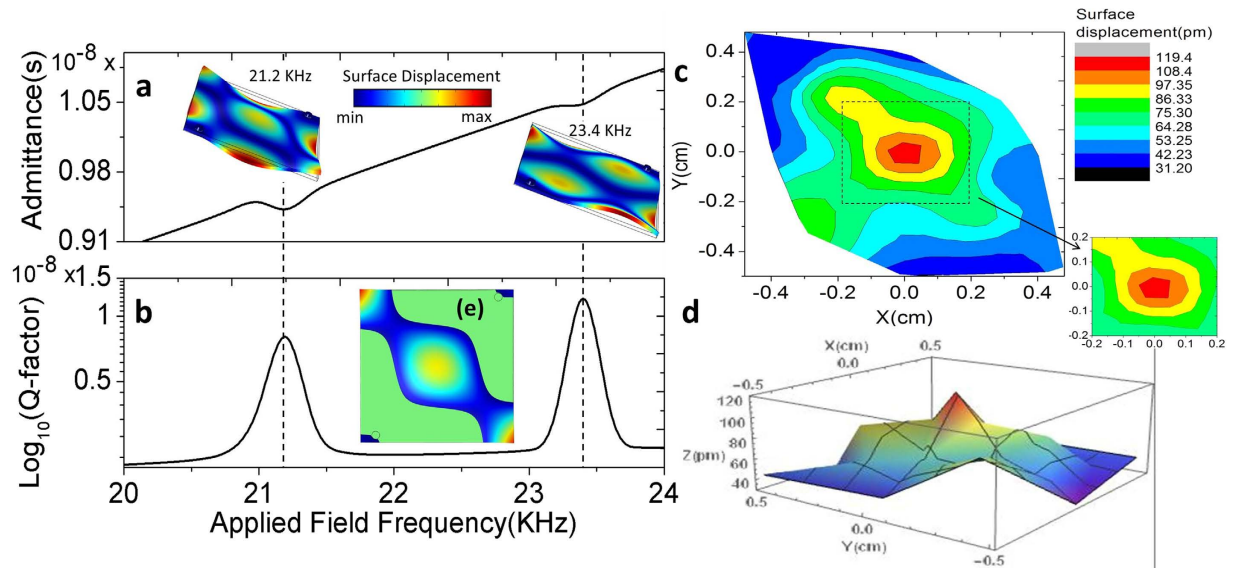 Admittance(s)
10⁻⁸ x
1.05
0.98
0.91
a
21.2 KHz
Surface Displacement
min max
23.4 KHz
Log₁₀(Q-factor)
10⁻⁸ x1.5
1
0.5
b
(e)
20 21 22 23 24
Applied Field Frequency(KHz)
c
Y(cm)
0.4
0.2
0.0
-0.2
-0.4
-0.4 -0.2 0.0 0.2 0.4
X(cm)
Surface
displacement(pm)
119.4
108.4
97.35
86.33
75.30
64.28
53.25
42.23
31.20
0.2
0.1
0.0
-0.1
-0.2
-0.2 -0.1 0.0 0.1 0.2
d
X(cm)
-0.5 0.0 0.5
Z(pm)
120
100
80
60
40
0.5 0.0 -0.5
Y(cm)